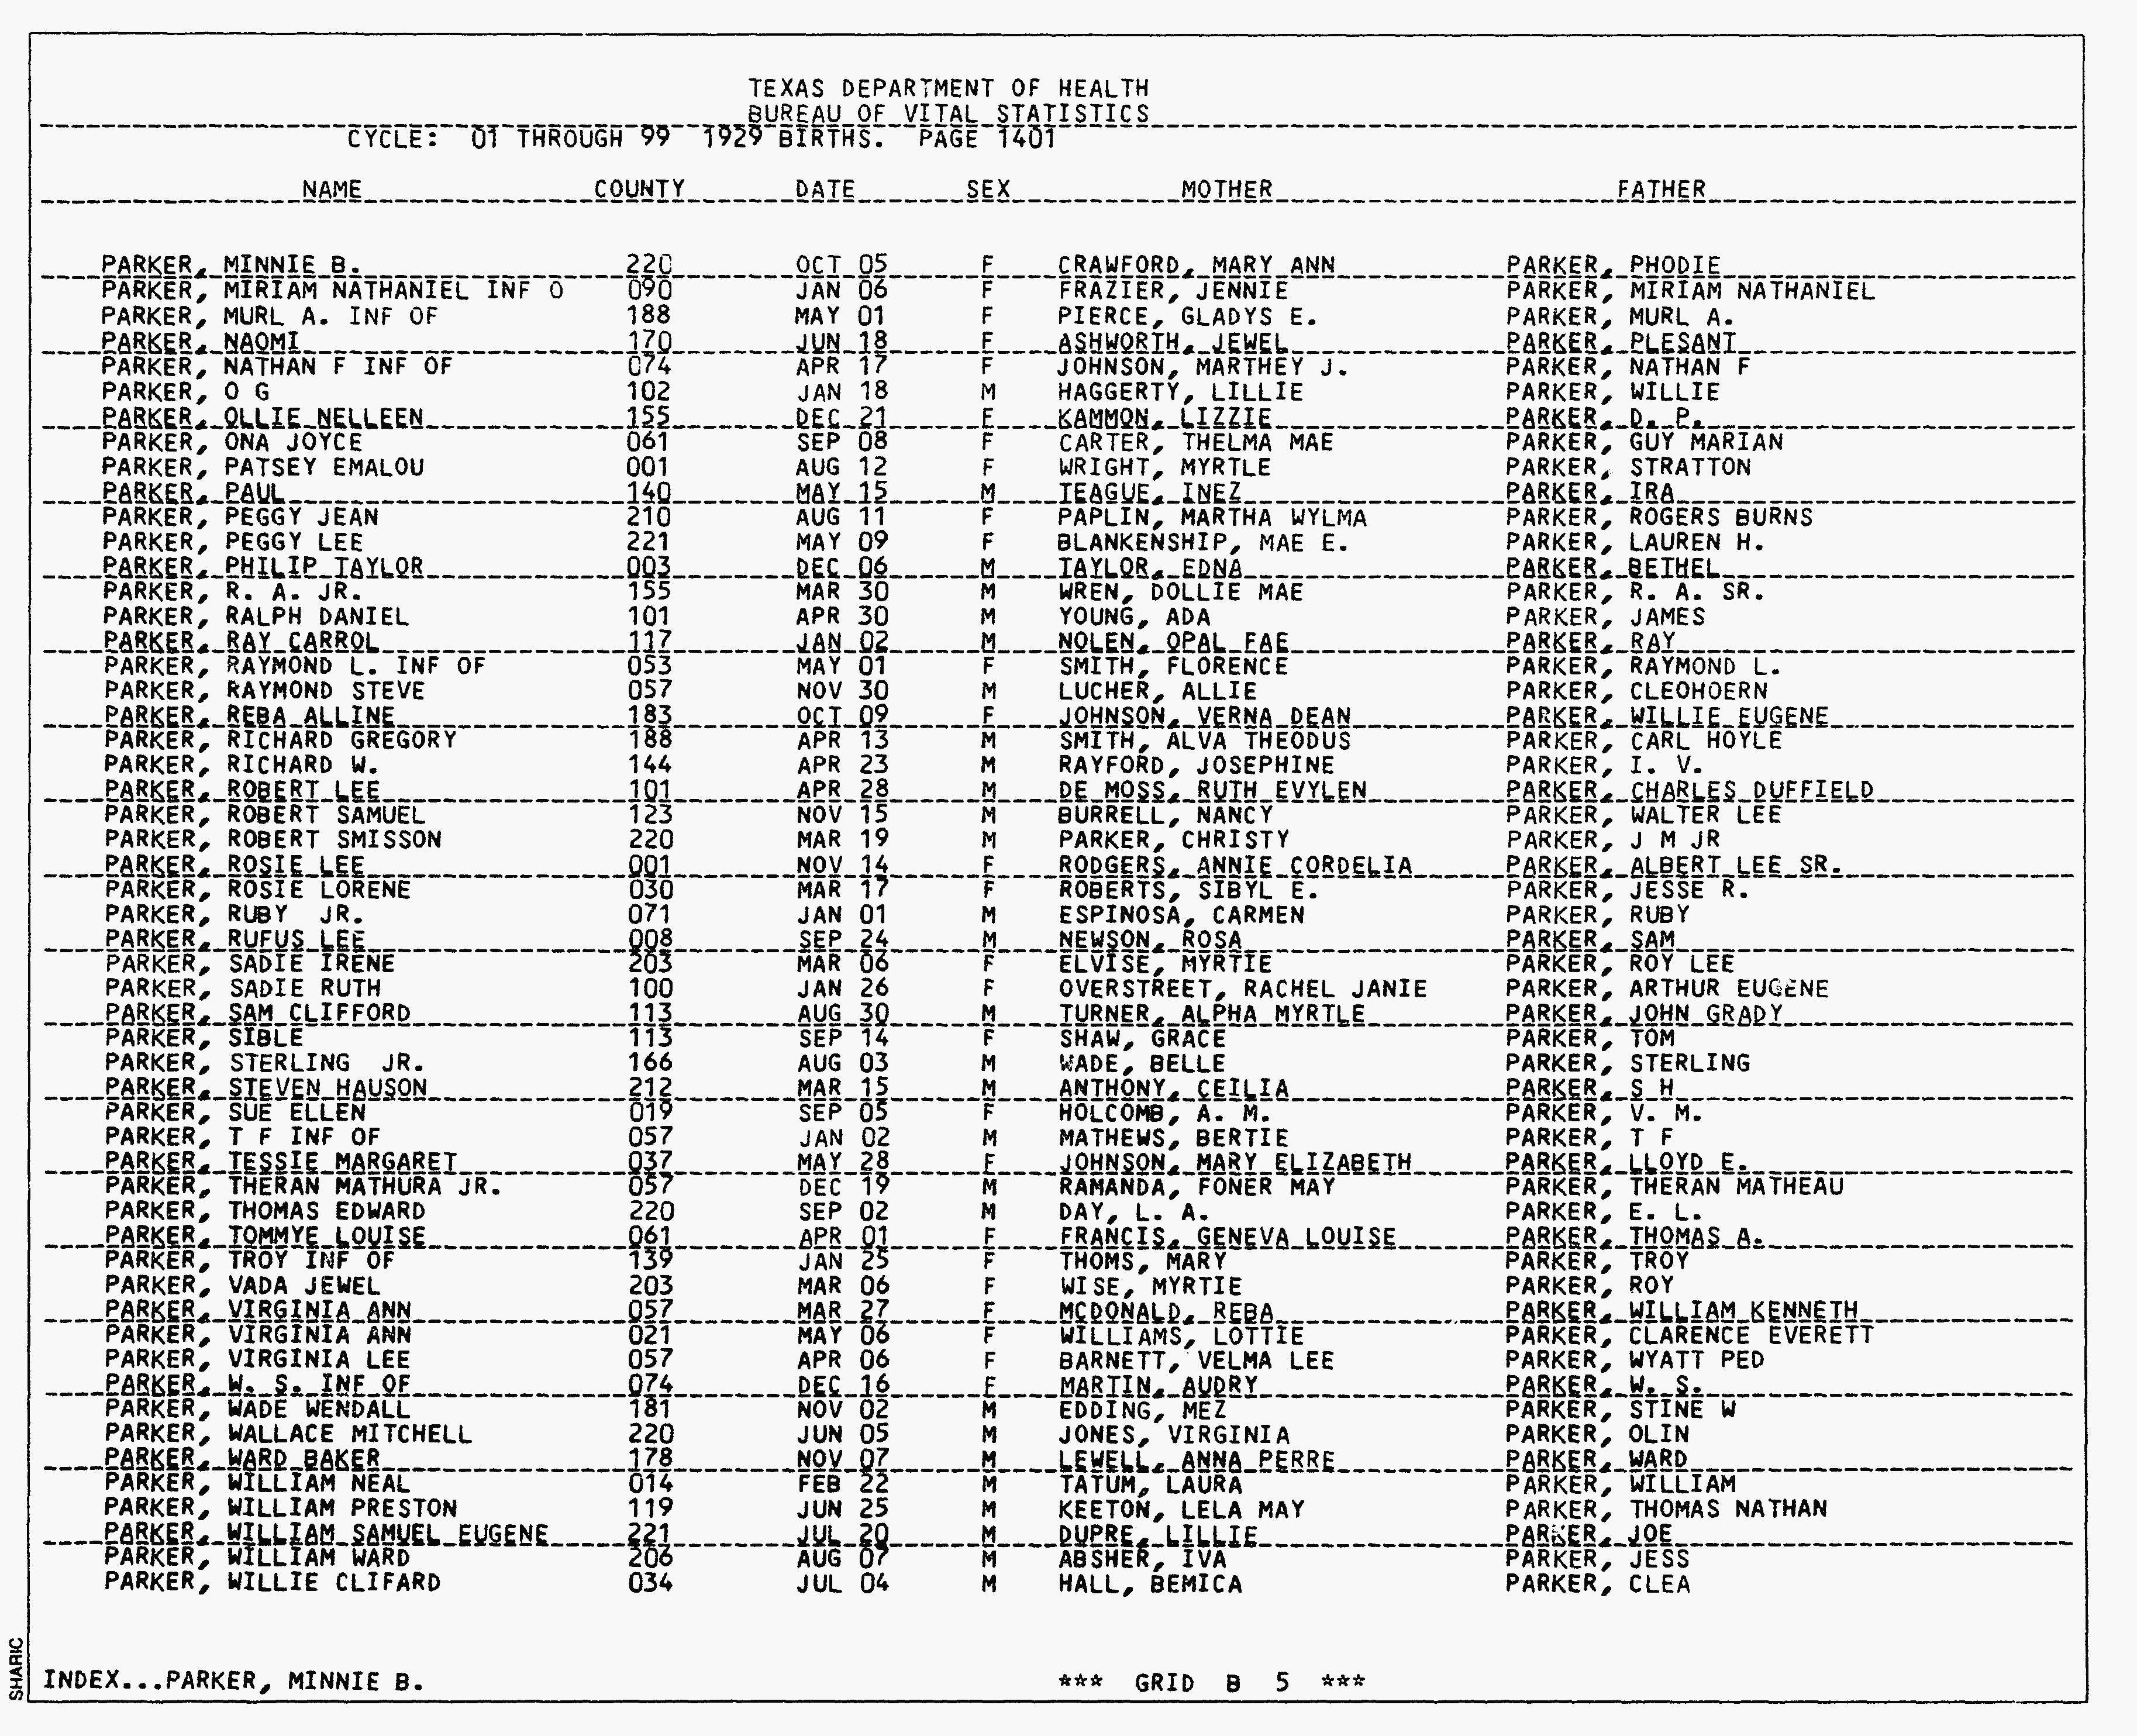 TEXAS DEPARTMENT OF HEALTH
BUREAU OF VITAL STATISTICS
CYCLE: 01 THROUGH 99 1929 BIRTHS. PAGE 1401
NAME COUNTY DATE SEX MOTHER FATHER
PARKER, MINNIE B. 220 OCT 05 F CRAWFORD, MARY ANN PARKER, PHODIE
PARKER, MIRIAM NATHANIEL INF O 090 JAN 06 F FRAZIER, JENNIE PARKER, MIRIAM NATHANIEL
PARKER, MURL A. INF OF 188 MAY 01 F PIERCE, GLADYS E. PARKER, MURL A.
PARKER, NAOMI 170 JUN 18 F ASHWORTH, JEWEL PARKER, PLESANT
PARKER, NATHAN F INF OF 074 APR 17 F JOHNSON, MARTHEY J. PARKER, NATHAN F
PARKER, O G 102 JAN 18 M HAGGERTY, LILLIE PARKER, WILLIE
PARKER, OLLIE NELLEEN 155 DEC 21 F KAMMON, LIZZIE PARKER, D. P.
PARKER, ONA JOYCE 061 SEP 08 F CARTER, THELMA MAE PARKER, GUY MARIAN
PARKER, PATSEY EMALOU 001 AUG 12 F WRIGHT, MYRTLE PARKER, STRATTON
PARKER, PAUL 140 MAY 15 M TEAGUE, INEZ PARKER, IRA
PARKER, PEGGY JEAN 210 AUG 11 F PAPLIN, MARTHA WYLMA PARKER, ROGERS BURNS
PARKER, PEGGY LEE 221 MAY 09 F BLANKENSHIP, MAE E. PARKER, LAUREN H.
PARKER, PHILIP TAYLOR 003 DEC 06 M TAYLOR, EDNA PARKER, BETHEL
PARKER, R. A. JR. 155 MAR 30 M WREN, DOLLIE MAE PARKER, R. A. SR.
PARKER, RALPH DANIEL 101 APR 30 M YOUNG, ADA PARKER, JAMES
PARKER, RAY CARROL 117 JAN 02 M NOLEN, OPAL FAE PARKER, RAY
PARKER, RAYMOND L. INF OF 053 MAY 01 F SMITH, FLORENCE PARKER, RAYMOND L.
PARKER, RAYMOND STEVE 057 NOV 30 M LUCHER, ALLIE PARKER, CLEOHOERN
PARKER, REBA ALLINE 183 OCT 09 F JOHNSON, VERNA DEAN PARKER, WILLIE EUGENE
PARKER, RICHARD GREGORY 188 APR 13 M SMITH, ALVA THEODUS PARKER, CARL HOYLE
PARKER, RICHARD W. 144 APR 23 M RAYFORD, JOSEPHINE PARKER, I. V.
PARKER, ROBERT LEE 101 APR 28 M DE MOSS, RUTH EVYLEN PARKER, CHARLES DUFFIELD
PARKER, ROBERT SAMUEL 123 NOV 15 M BURRELL, NANCY PARKER, WALTER LEE
PARKER, ROBERT SMISSON 220 MAR 19 M PARKER, CHRISTY PARKER, J M JR
PARKER, ROSIE LEE 001 NOV 14 F RODGERS, ANNIE CORDELIA PARKER, ALBERT LEE SR.
PARKER, ROSIE LORENE 030 MAR 17 F ROBERTS, SIBYL E. PARKER, JESSE R.
PARKER, RUBY JR. 071 JAN 01 M ESPINOSA, CARMEN PARKER, RUBY
PARKER, RUFUS LEE 008 SEP 24 M NEWSON, ROSA PARKER, SAM
PARKER, SADIE IRENE 203 MAR 06 F ELVISE, MYRTIE PARKER, ROY LEE
PARKER, SADIE RUTH 100 JAN 26 F OVERSTREET, RACHEL JANIE PARKER, ARTHUR EUGENE
PARKER, SAM CLIFFORD 113 AUG 30 M TURNER, ALPHA MYRTLE PARKER, JOHN GRADY
PARKER, SIBLE 113 SEP 14 F SHAW, GRACE PARKER, TOM
PARKER, STERLING JR. 166 AUG 03 M WADE, BELLE PARKER, STERLING
PARKER, STEVEN HAUSON 212 MAR 15 M ANTHONY, CEILIA PARKER, S H
PARKER, SUE ELLEN 019 SEP 05 F HOLCOMB, A. M. PARKER, V. M.
PARKER, T F INF OF 057 JAN 02 M MATHEWS, BERTIE PARKER, T F
PARKER, TESSIE MARGARET 037 MAY 28 F JOHNSON, MARY ELIZABETH PARKER, LLOYD E.
PARKER, THERAN MATHURA JR. 057 DEC 19 M RAMANDA, FONER MAY PARKER, THERAN MATHEAU
PARKER, THOMAS EDWARD 220 SEP 02 M DAY, L. A. PARKER, E. L.
PARKER, TOMMYE LOUISE 061 APR 01 F FRANCIS, GENEVA LOUISE PARKER, THOMAS A.
PARKER, TROY INF OF 139 JAN 25 F THOMS, MARY PARKER, TROY
PARKER, VADA JEWEL 203 MAR 06 F WISE, MYRTIE PARKER, ROY
PARKER, VIRGINIA ANN 057 MAR 27 F MCDONALD, REBA PARKER, WILLIAM KENNETH
PARKER, VIRGINIA ANN 021 MAY 06 F WILLIAMS, LOTTIE PARKER, CLARENCE EVERETT
PARKER, VIRGINIA LEE 057 APR 06 F BARNETT, VELMA LEE PARKER, WYATT PED
PARKER, W. S. INF OF 074 DEC 16 F MARTIN, AUDRY PARKER, W. S.
PARKER, WADE WENDALL 181 NOV 02 M EDDING, MEZ PARKER, STINE W
PARKER, WALLACE MITCHELL 220 JUN 05 M JONES, VIRGINIA PARKER, OLIN
PARKER, WARD BAKER 178 NOV 07 M LEWELL, ANNA PERRE PARKER, WARD
PARKER, WILLIAM NEAL 014 FEB 22 M TATUM, LAURA PARKER, WILLIAM
PARKER, WILLIAM PRESTON 119 JUN 25 M KEETON, LELA MAY PARKER, THOMAS NATHAN
PARKER, WILLIAM SAMUEL EUGENE 221 JUL 20 M DUPRE, LILLIE PARKER, JOE
PARKER, WILLIAM WARD 206 AUG 07 M ABSHER, IVA PARKER, JESS
PARKER, WILLIE CLIFARD 034 JUL 04 M HALL, BEMICA PARKER, CLEA
INDEX...PARKER, MINNIE B. *** GRID B 5 ***
SHARIC